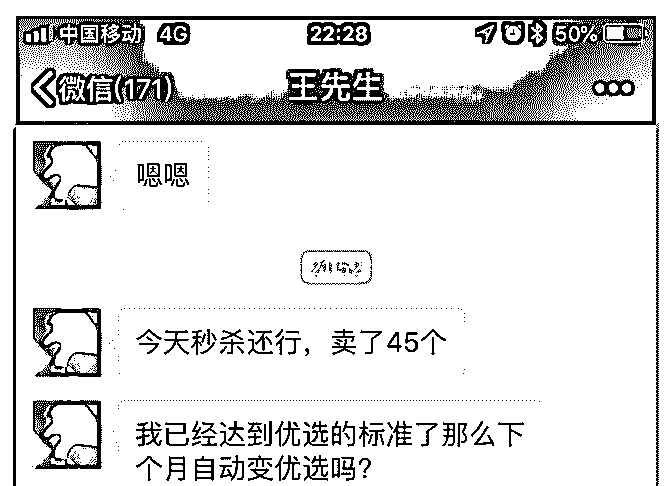 中国移动 4G 22:28 50%
微信(171) 王先生
嗯嗯
今天秒杀还行，卖了45个
我已经达到优选的标准了那么下
个月自动变优选吗？